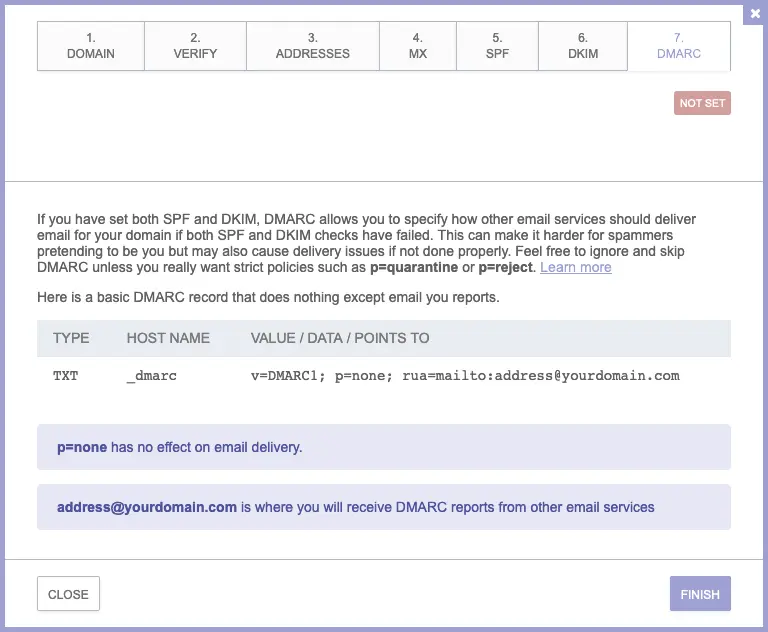 ×
1. DOMAIN
2. VERIFY
3. ADDRESSES
4. MX
5. SPF
6. DKIM
7. DMARC
NOT SET
If you have set both SPF and DKIM, DMARC allows you to specify how other email services should deliver
email for your domain if both SPF and DKIM checks have failed. This can make it harder for spammers
pretending to be you but may also cause delivery issues if not done properly. Feel free to ignore and skip
DMARC unless you really want strict policies such as p=quarantine or p=reject. Learn more
Here is a basic DMARC record that does nothing except email you reports.
TYPE HOST NAME VALUE / DATA / POINTS TO
TXT _dmarc v=DMARC1; p=none; rua=mailto:address@yourdomain.com
p=none has no effect on email delivery.
address@yourdomain.com is where you will receive DMARC reports from other email services
CLOSE
FINISH